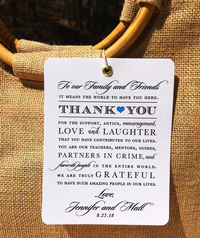 To our Family and Friends
IT MEANS THE WORLD TO HAVE YOU HERE.
THANK YOU
FOR THE SUPPORT, ANTICS, encouragement,
LOVE and LAUGHTER
THAT YOU HAVE CONTRIBUTED TO OUR LIVES.
YOU ARE OUR TEACHERS, MENTORS, GUIDES,
PARTNERS IN CRIME, and
favorite people IN THE ENTIRE WORLD.
WE ARE TRULY GRATEFUL
TO HAVE SUCH AMAZING PEOPLE IN OUR LIVES.
Love,
Jennifer and Matt
8.25.18